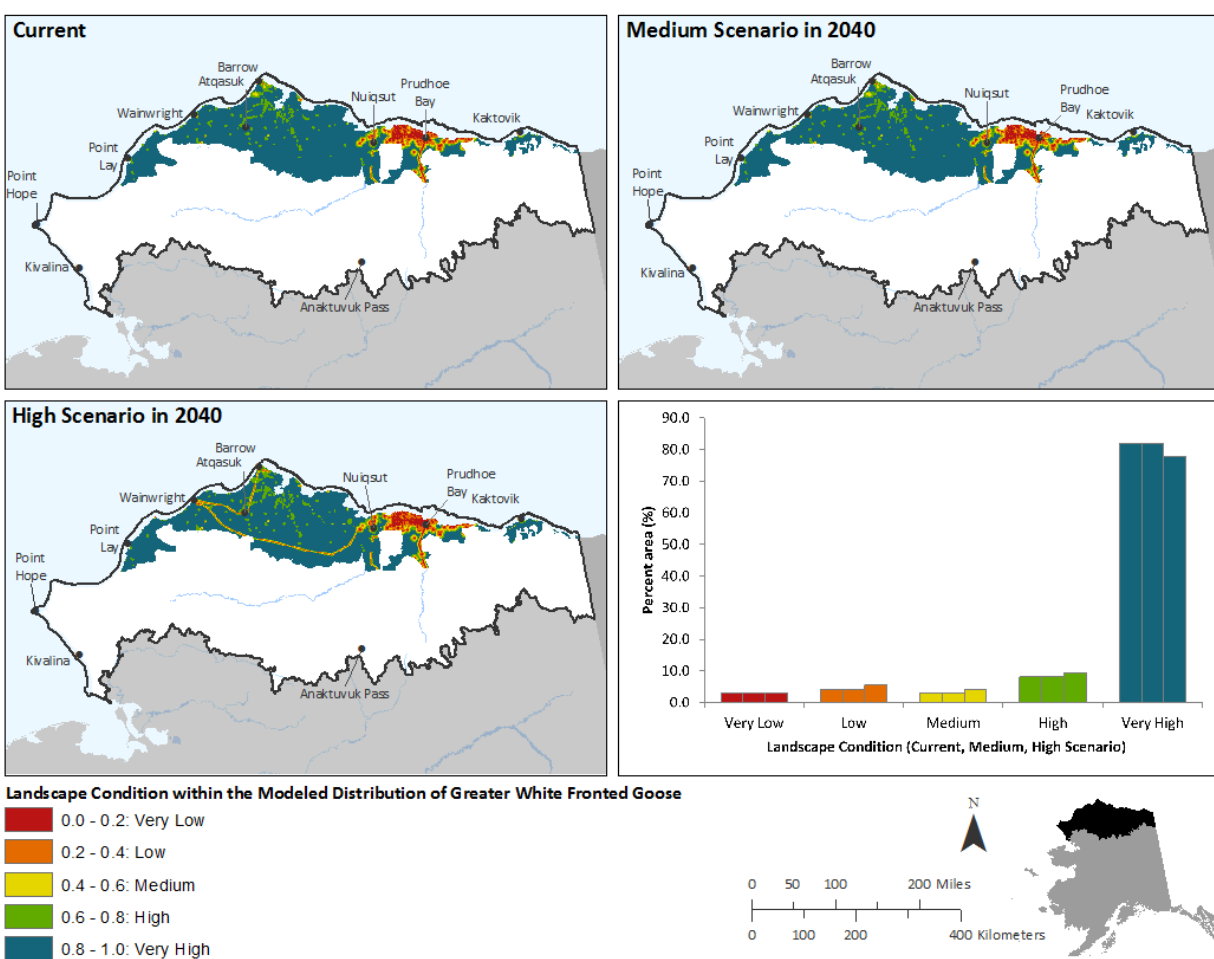 Current
Barrow
Atqasuk
Prudhoe
Bay
Nuiqsut
Wainwright
Kaktovik
Point
Lay
Point
Hope
Kivalina
Anaktuvuk Pass
Medium Scenario in 2040
Barrow
Atqasuk
Prudhoe
Bay
Nuiqsut
Kaktovik
Wainwright
Point
Lay
Point
Hope
Kivalina
Anaktuvuk Pass
High Scenario in 2040
Barrow
Atqasuk
Prudhoe
Bay
Nuiqsut
Kaktovik
Wainwright
Point
Lay
Point
Hope
Kivalina
Anaktuvuk Pass
90.0
80.0
70.0
60.0
50.0
40.0
30.0
20.0
10.0
0.0
Percent area (%)
Very Low Low Medium High Very High
Landscape Condition (Current, Medium, High Scenario)
Landscape Condition within the Modeled Distribution of Greater White Fronted Goose
0.0 - 0.2: Very Low
0.2 - 0.4: Low
0.4 - 0.6: Medium
0.6 - 0.8: High
0.8 - 1.0: Very High
N
0 50 100 200 Miles
0 100 200 400 Kilometers